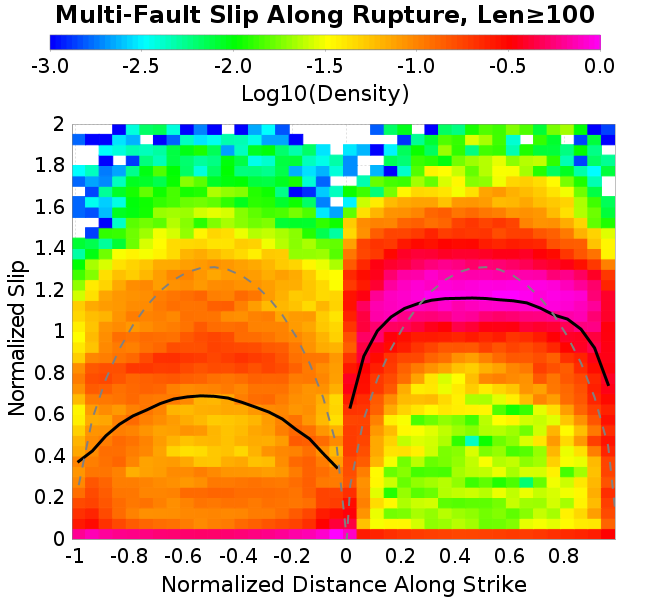 Multi-Fault Slip Along Rupture, Len≥100
-3.0 -2.5 -2.0 -1.5 -1.0 -0.5 0.0
Log10(Density)
2
1.8
1.6
1.4
1.2
1
0.8
0.6
0.4
0.2
0
Normalized Slip
-1 -0.8 -0.6 -0.4 -0.2 0 0.2 0.4 0.6 0.8
Normalized Distance Along Strike